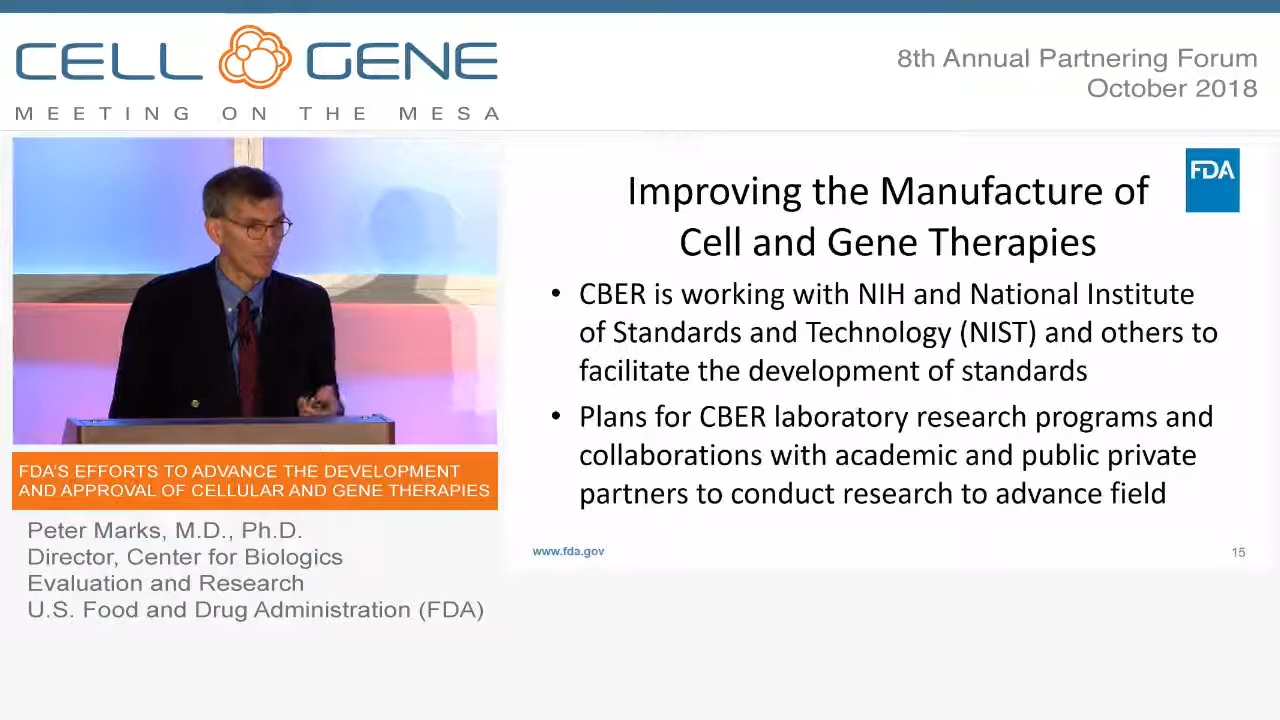 CELL GENE
MEETING ON THE MESA
8th Annual Partnering Forum
October 2018
FDA
Improving the Manufacture of
Cell and Gene Therapies
• CBER is working with NIH and National Institute
of Standards and Technology (NIST) and others to
facilitate the development of standards
• Plans for CBER laboratory research programs and
collaborations with academic and public private
partners to conduct research to advance field
www.fda.gov
15
FDA'S EFFORTS TO ADVANCE THE DEVELOPMENT
AND APPROVAL OF CELLULAR AND GENE THERAPIES
Peter Marks, M.D., Ph.D.
Director, Center for Biologics
Evaluation and Research
U.S. Food and Drug Administration (FDA)